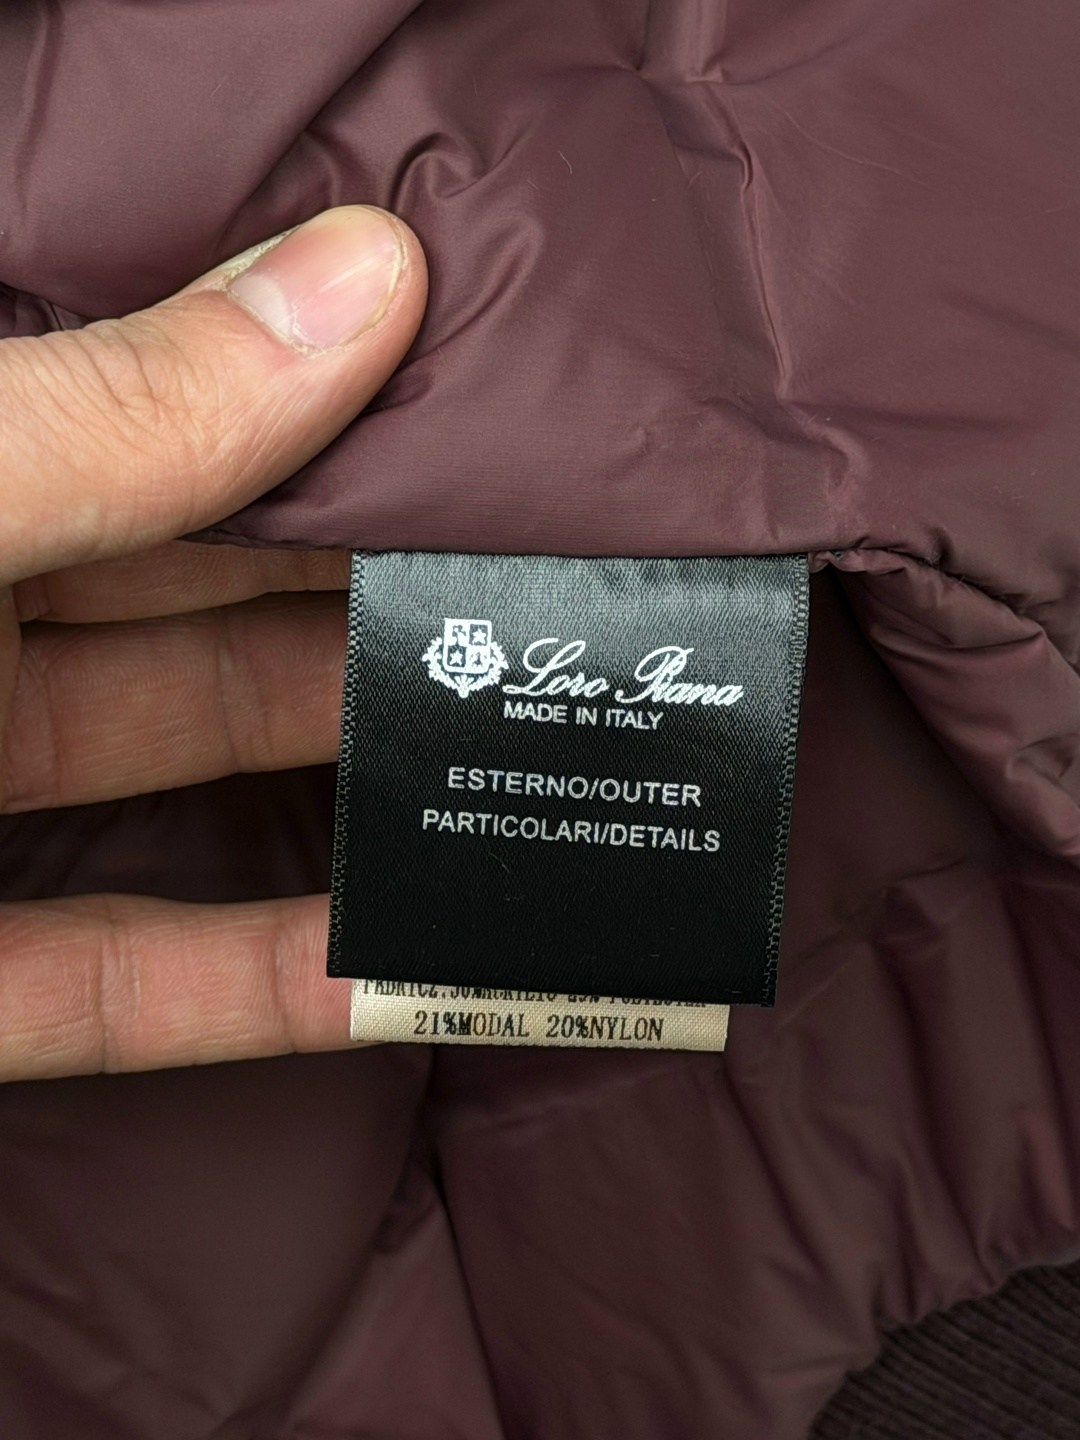 Loro Piana
MADE IN ITALY
ESTERNO/OUTER
PARTICOLARI/DETAILS
21%MODAL 20%NYLON